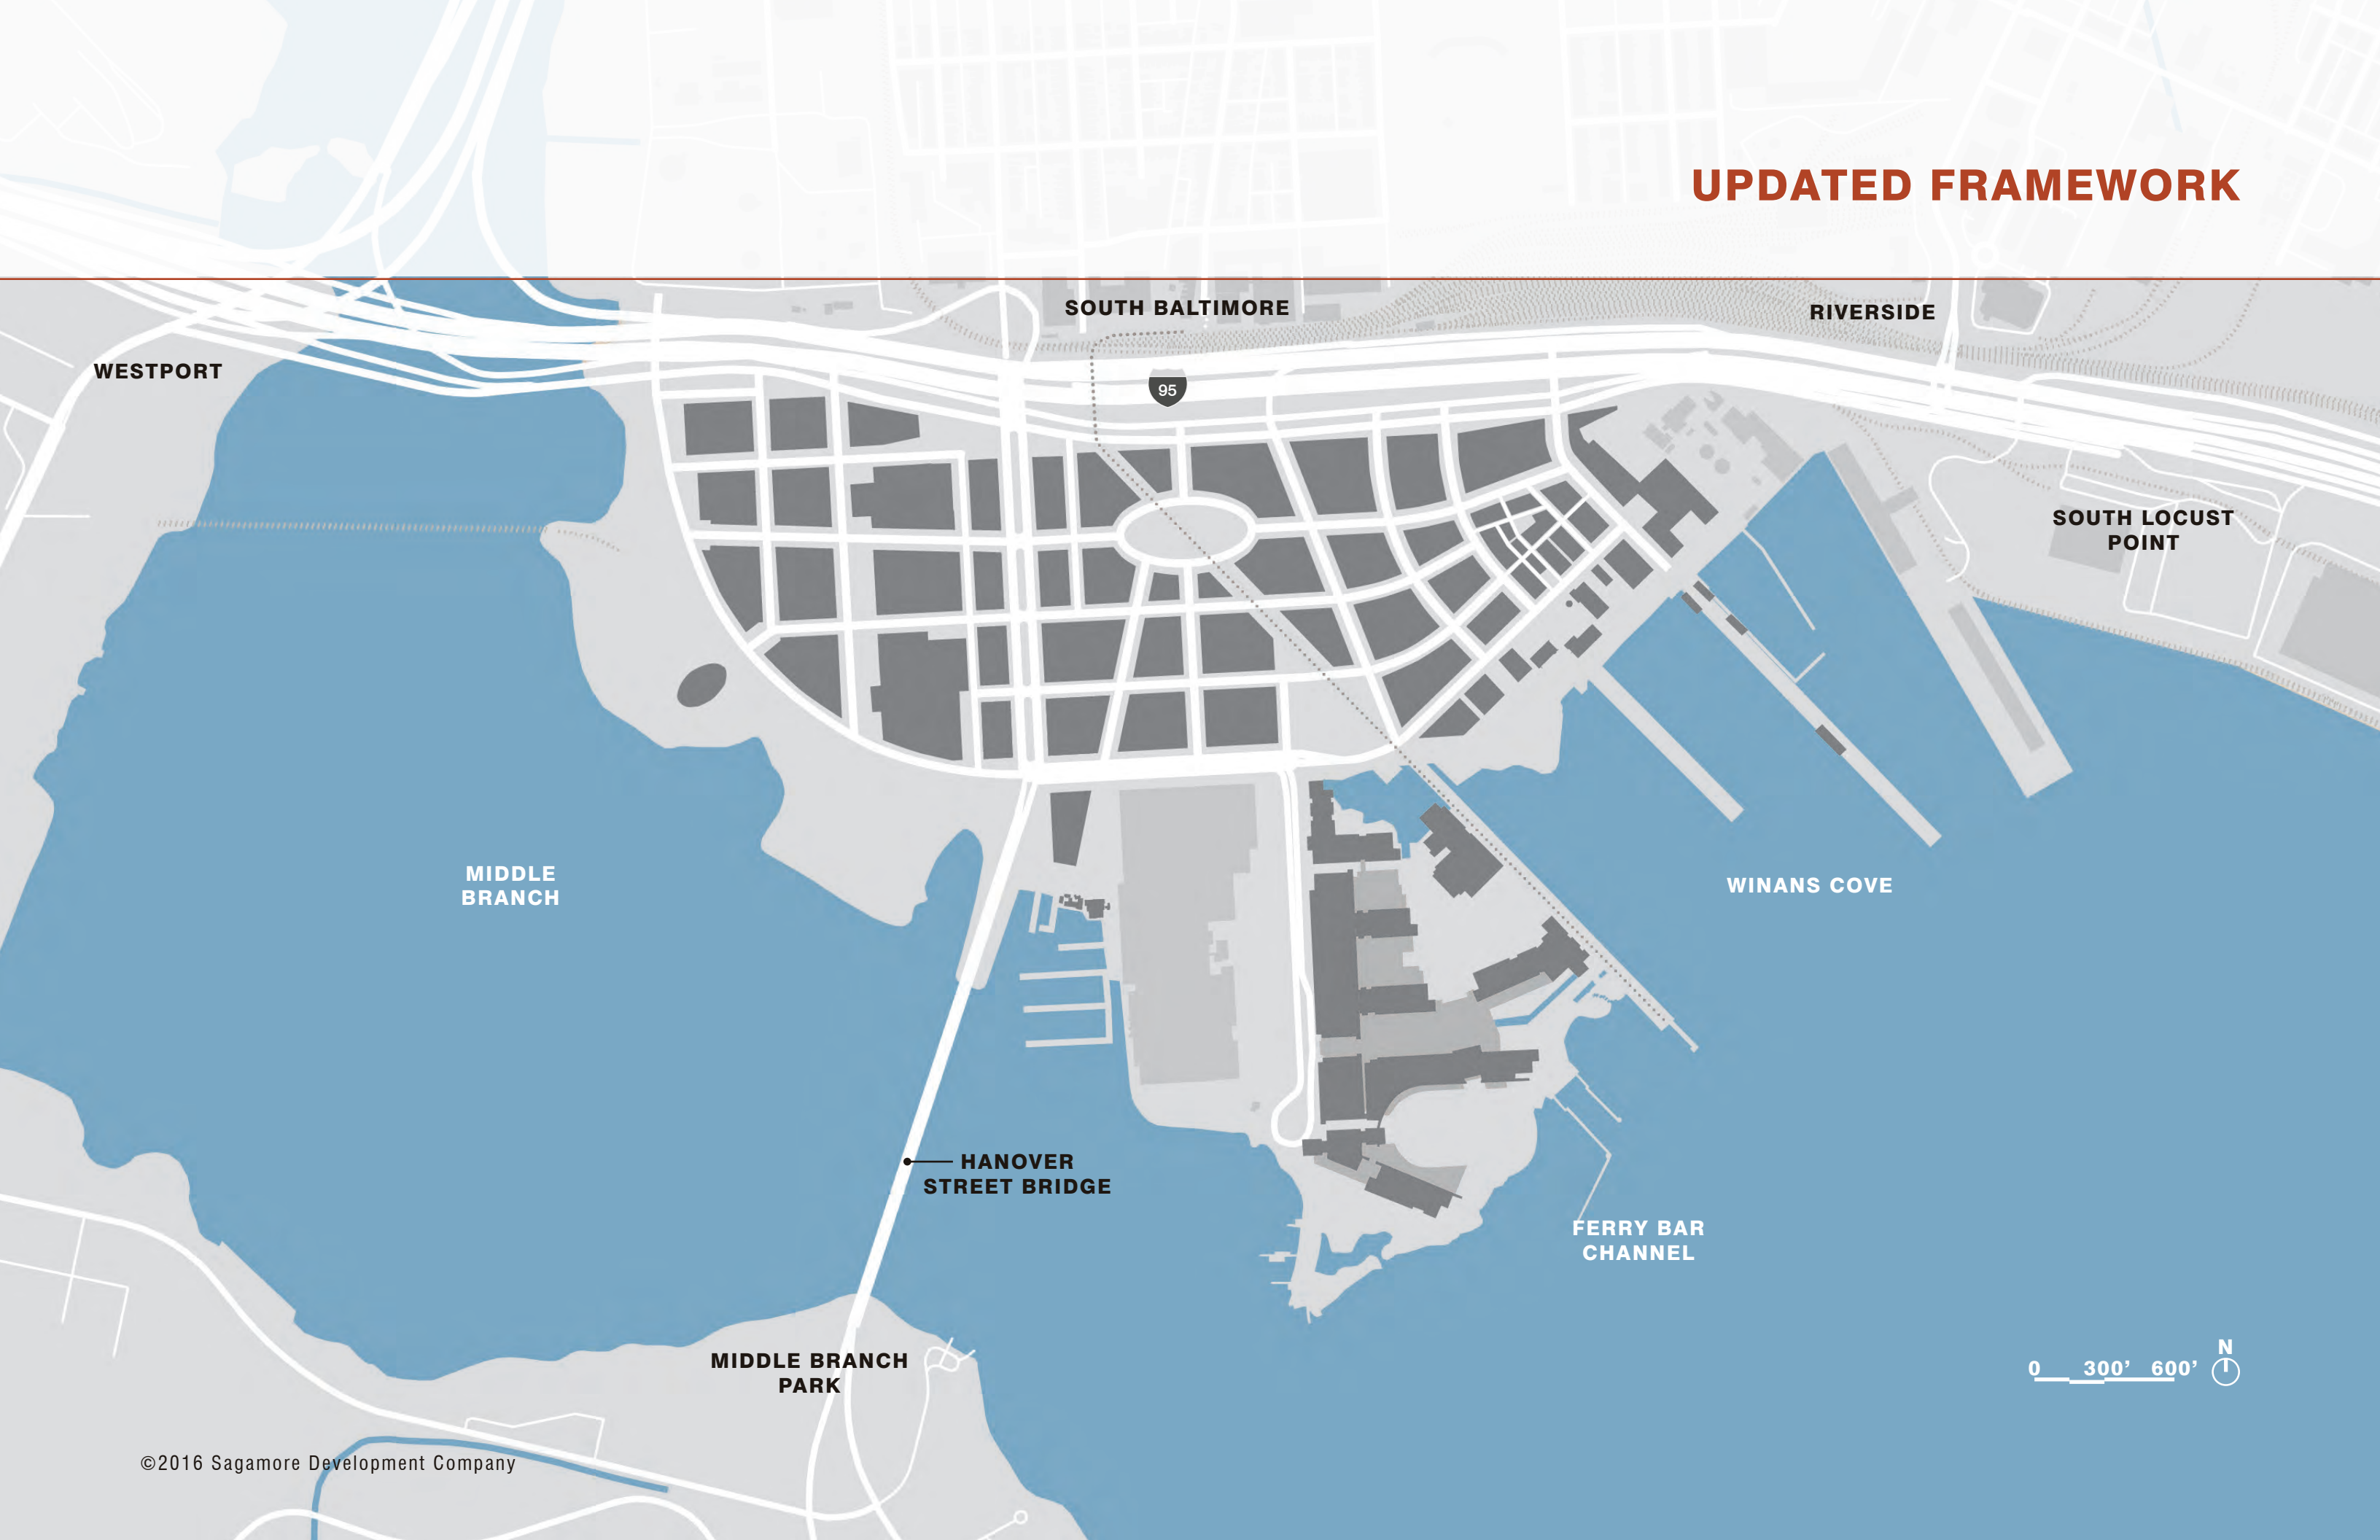 UPDATED FRAMEWORK
SOUTH BALTIMORE
RIVERSIDE
WESTPORT
95
SOUTH LOCUST
POINT
MIDDLE
BRANCH
WINANS COVE
HANOVER
STREET BRIDGE
FERRY BAR
CHANNEL
MIDDLE BRANCH
PARK
N
0 300’ 600’
©2016 Sagamore Development Company